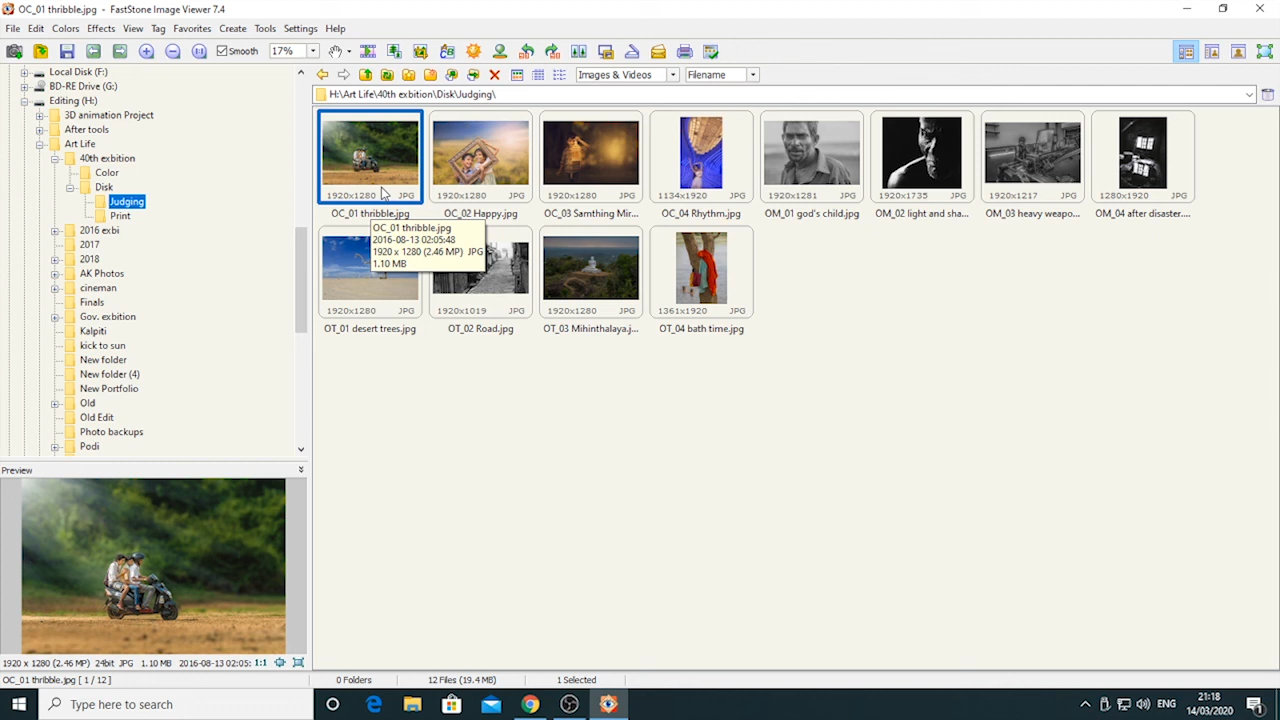 OC_01 thribble.jpg - FastStone Image Viewer 7.4
File Edit Colors Effects View Tag Favorites Create Tools Settings Help
Smooth 17%
Local Disk (F:)
BD-RE Drive (G:)
Editing (H:)
3D animation Project
After tools
Art Life
40th exbition
Color
Disk
Judging
Print
2016 exbi
2017
2018
AK Photos
cineman
Finals
Gov. exbition
Kalpiti
kick to sun
New folder
New folder (4)
New Portfolio
Old
Old Edit
Photo backups
Podi
Images & Videos Filename
H:\Art Life\40th exbition\Disk\Judging\
1920x1280 JPG 1920x1280 JPG 1920x1280 JPG 1134x1920 JPG 1920x1281 JPG 1920x1735 JPG 1920x1217 JPG 1280x1920 JPG
OC_01 thribble.jpg OC_02 Happy.jpg OC_03 Samthing Mir... OC_04 Rhythm.jpg OM_01 god's child.jpg OM_02 light and sha... OM_03 heavy weapo... OM_04 after disaster....
OC_01 thribble.jpg
2016-08-13 02:05:48
1920 x 1280 (2.46 MP) JPG
1.10 MB
1920x1280 JPG 1920x1019 JPG 1920x1280 JPG 1361x1920 JPG
OT_01 desert trees.jpg OT_02 Road.jpg OT_03 Mihinthalaya.j... OT_04 bath time.jpg
Preview
1920 x 1280 (2.46 MP) 24bit JPG 1.10 MB 2016-08-13 02:05: 1:1
OC_01 thribble.jpg [ 1 / 12 ] 0 Folders 12 Files (19.4 MB) 1 Selected
Type here to search
ENG
21:18
14/03/2020
1